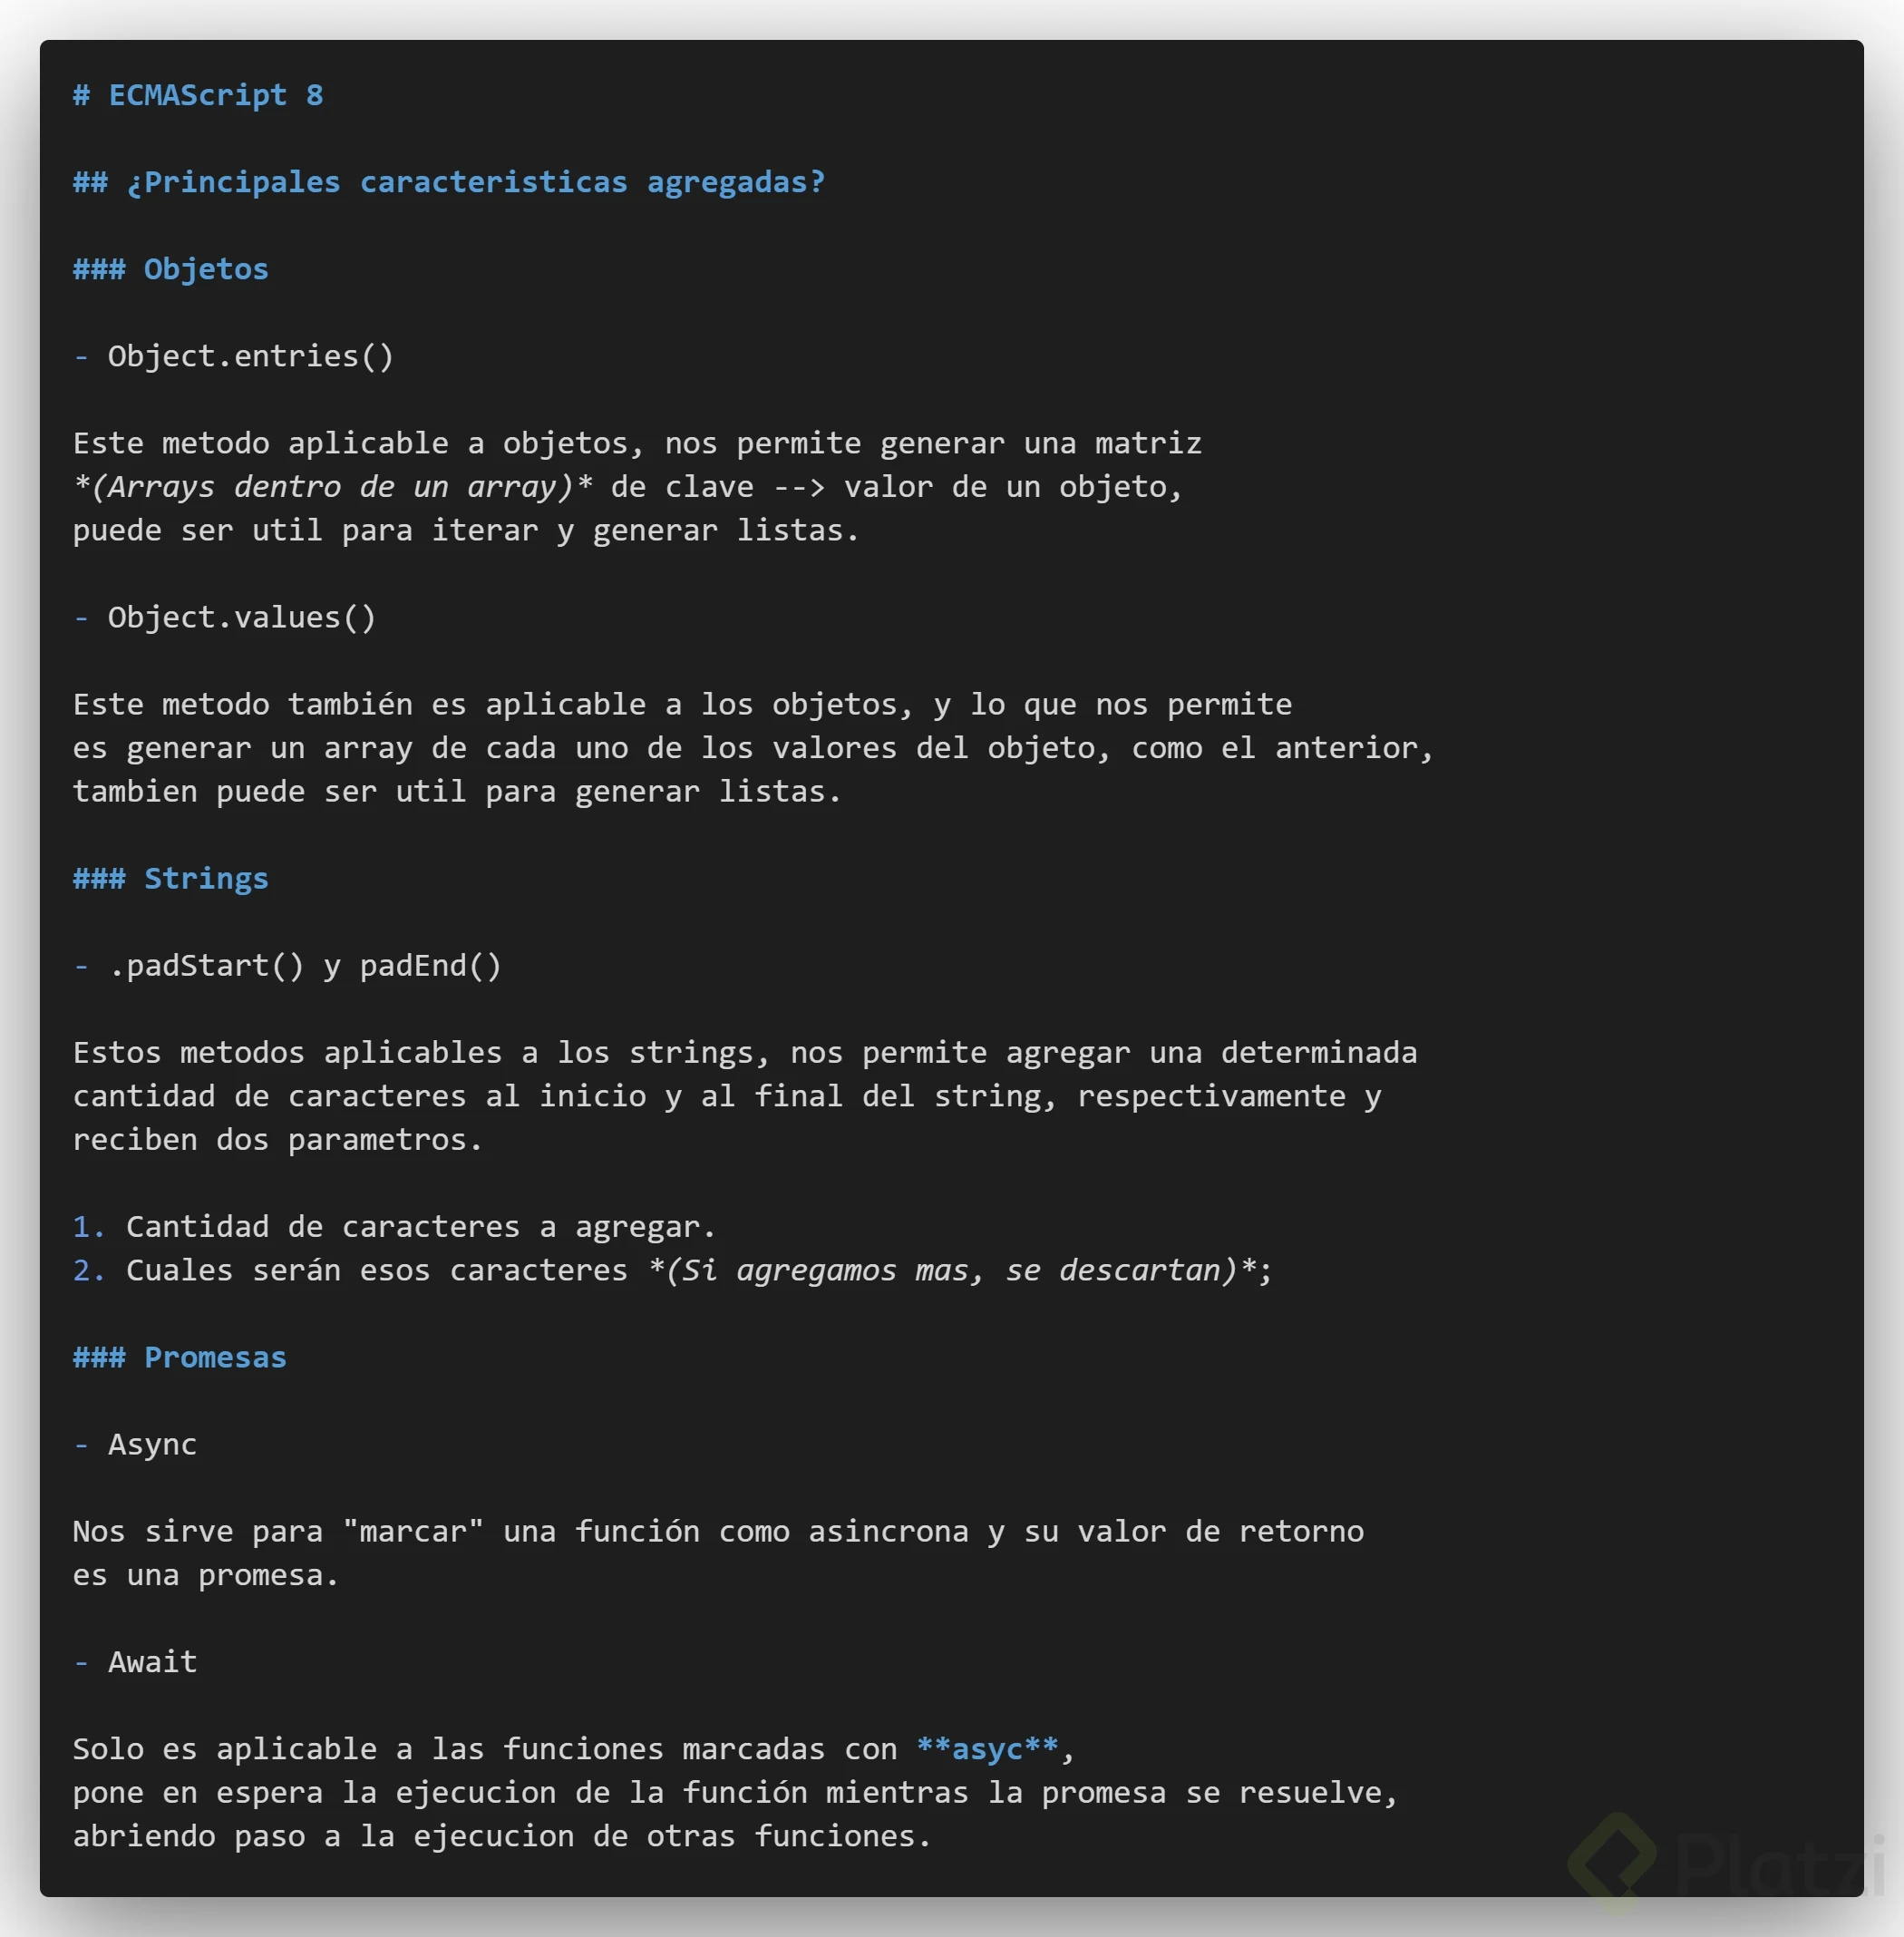 # ECMAScript 8
## ¿Principales caracteristicas agregadas?
### Objetos
- Object.entries()
Este metodo aplicable a objetos, nos permite generar una matriz
*(Arrays dentro de un array)* de clave --> valor de un objeto,
puede ser util para iterar y generar listas.
- Object.values()
Este metodo también es aplicable a los objetos, y lo que nos permite
es generar un array de cada uno de los valores del objeto, como el anterior,
tambien puede ser util para generar listas.
### Strings
- .padStart() y padEnd()
Estos metodos aplicables a los strings, nos permite agregar una determinada
cantidad de caracteres al inicio y al final del string, respectivamente y
reciben dos parametros.
1. Cantidad de caracteres a agregar.
2. Cuales serán esos caracteres *(Si agregamos mas, se descartan)*;
### Promesas
- Async
Nos sirve para "marcar" una función como asincrona y su valor de retorno
es una promesa.
- Await
Solo es aplicable a las funciones marcadas con **asyc**,
pone en espera la ejecucion de la función mientras la promesa se resuelve,
abriendo paso a la ejecucion de otras funciones.
Platzi